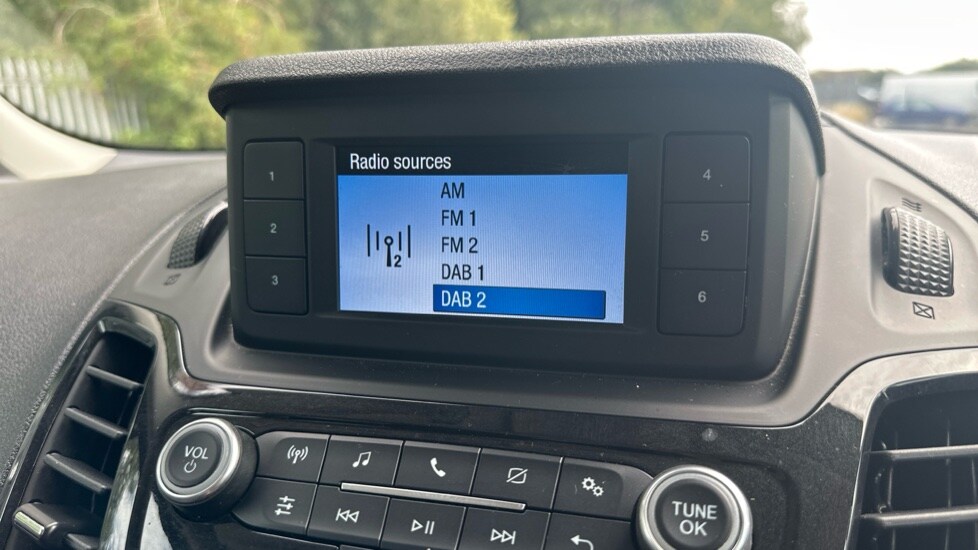 Radio sources
AM
FM 1
FM 2
DAB 1
DAB 2
2
1
2
3
4
5
6
VOL
TUNE
OK